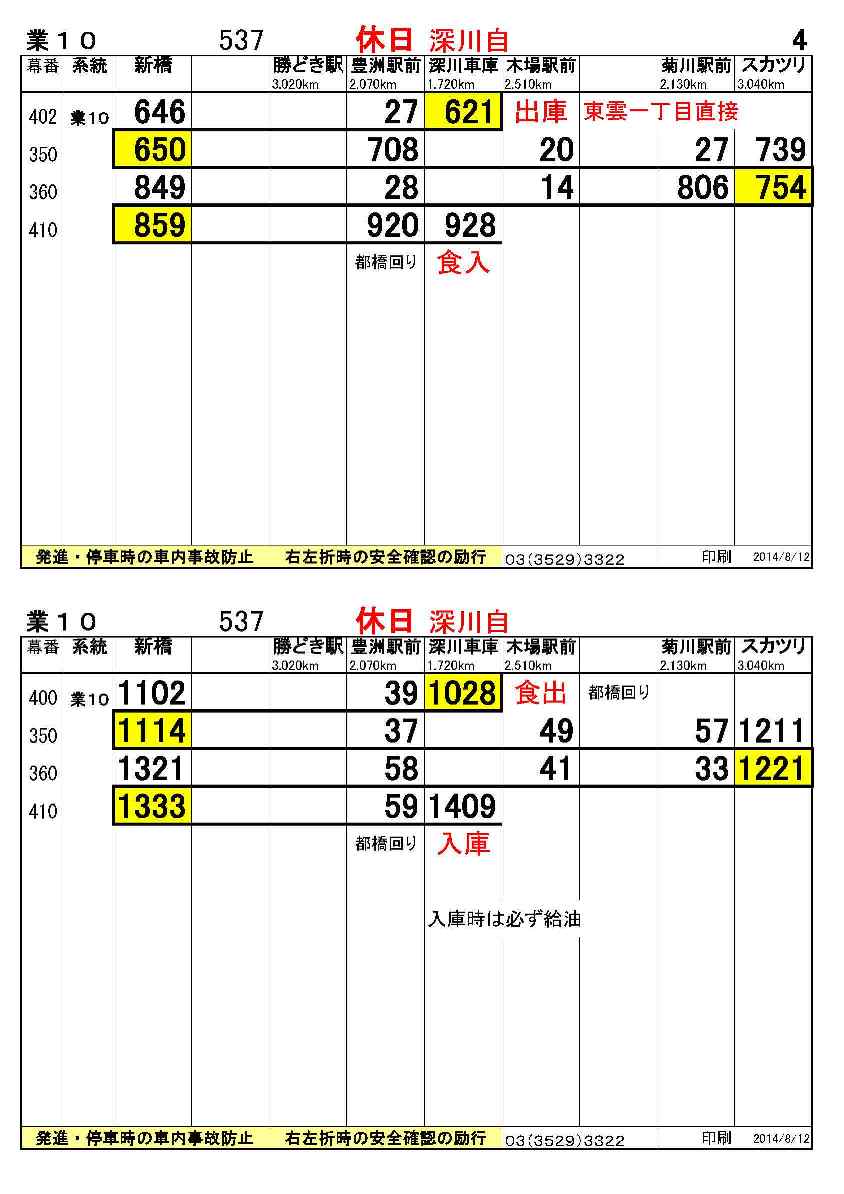 業10 537 休日 深川自 4
幕番 系統 新橋 勝どき駅 豊洲駅前 深川車庫 木場駅前 菊川駅前 スカツリ
3.020km 2.070km 1.720km 2.510km 2.130km 3.040km
402 業10 646 27 621 出庫 東雲一丁目直接
350 650 708 20 27 739
360 849 28 14 806 754
410 859 920 928
都橋回り 食入
発進・停車時の車内事故防止 右左折時の安全確認の励行 03(3529)3322 印刷 2014/8/12
業10 537 休日 深川自
幕番 系統 新橋 勝どき駅 豊洲駅前 深川車庫 木場駅前 菊川駅前 スカツリ
3.020km 2.070km 1.720km 2.510km 2.130km 3.040km
400 業10 1102 39 1028 食出 都橋回り
350 1114 37 49 57 1211
360 1321 58 41 33 1221
410 1333 59 1409
都橋回り 入庫
入庫時は必ず給油
発進・停車時の車内事故防止 右左折時の安全確認の励行 03(3529)3322 印刷 2014/8/12